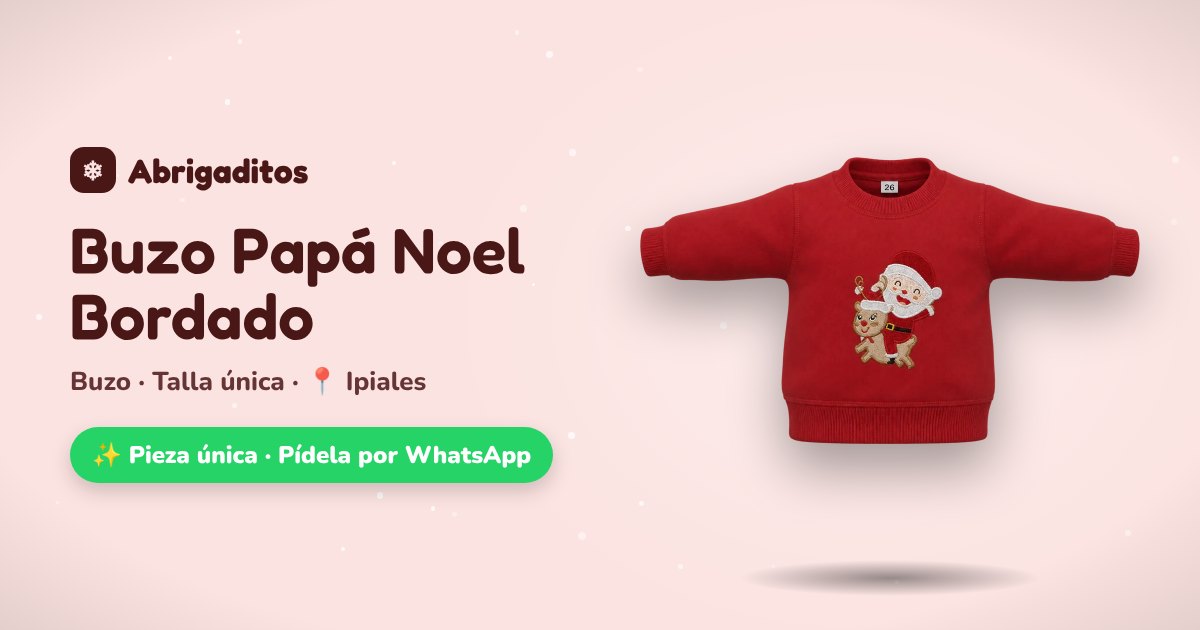 Abrigaditos
Buzo Papá Noel
Bordado
Buzo · Talla única · 📍 Ipiales
✨ Pieza única · Pídela por WhatsApp
26